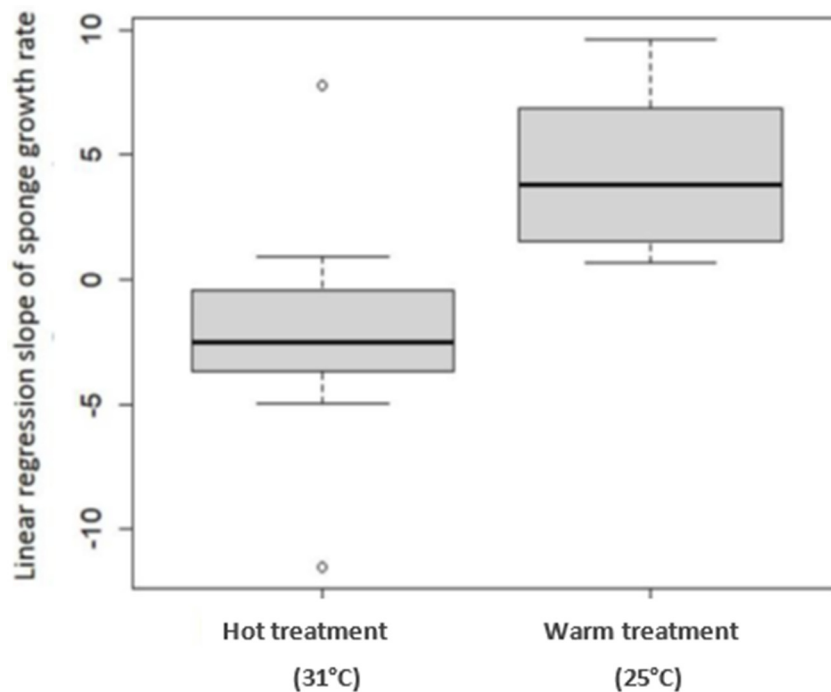 Linear regression slope of sponge growth rate
10
5
0
-5
-10
Hot treatment
(31°C)
Warm treatment
(25°C)